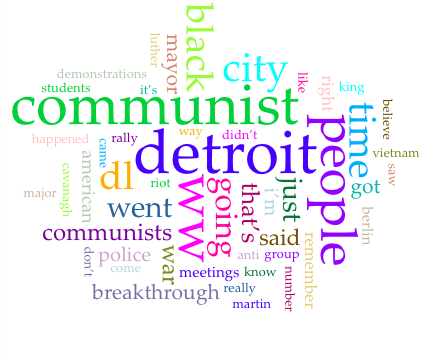 black
luther
mayor
city
demonstrations
students
it's
like
right
king
communist
people
time
believe
happened
rally
way
didn't
came
detroit
vietnam
saw
american
cavanagh
dl
riot
ww
going
that's
just
i'm
got
major
went
berlin
communists
said
remember
don't
police
come
war
anti
group
meetings
know
number
breakthrough
really
martin